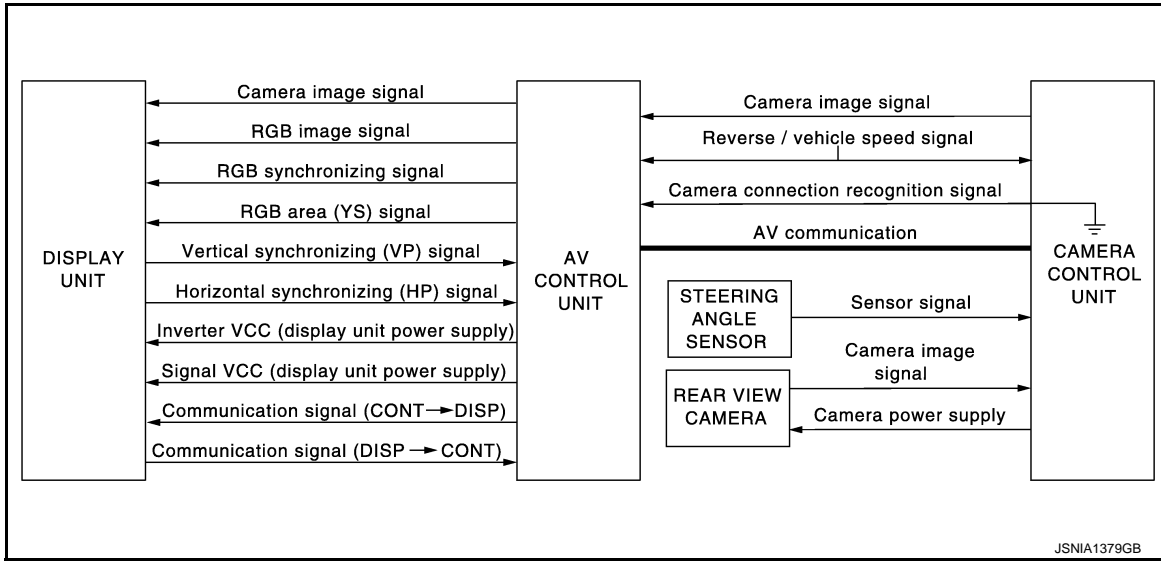 DISPLAY
UNIT
Camera image signal
RGB image signal
RGB synchronizing signal
RGB area (YS) signal
Vertical synchronizing (VP) signal
Horizontal synchronizing (HP) signal
Inverter VCC (display unit power supply)
Signal VCC (display unit power supply)
Communication signal (CONT→DISP)
Communication signal (DISP → CONT)
AV
CONTROL
UNIT
Camera image signal
Reverse / vehicle speed signal
Camera connection recognition signal
AV communication
STEERING
ANGLE
SENSOR
Sensor signal
REAR VIEW
CAMERA
Camera image
signal
Camera power supply
CAMERA
CONTROL
UNIT
JSNIA1379GB